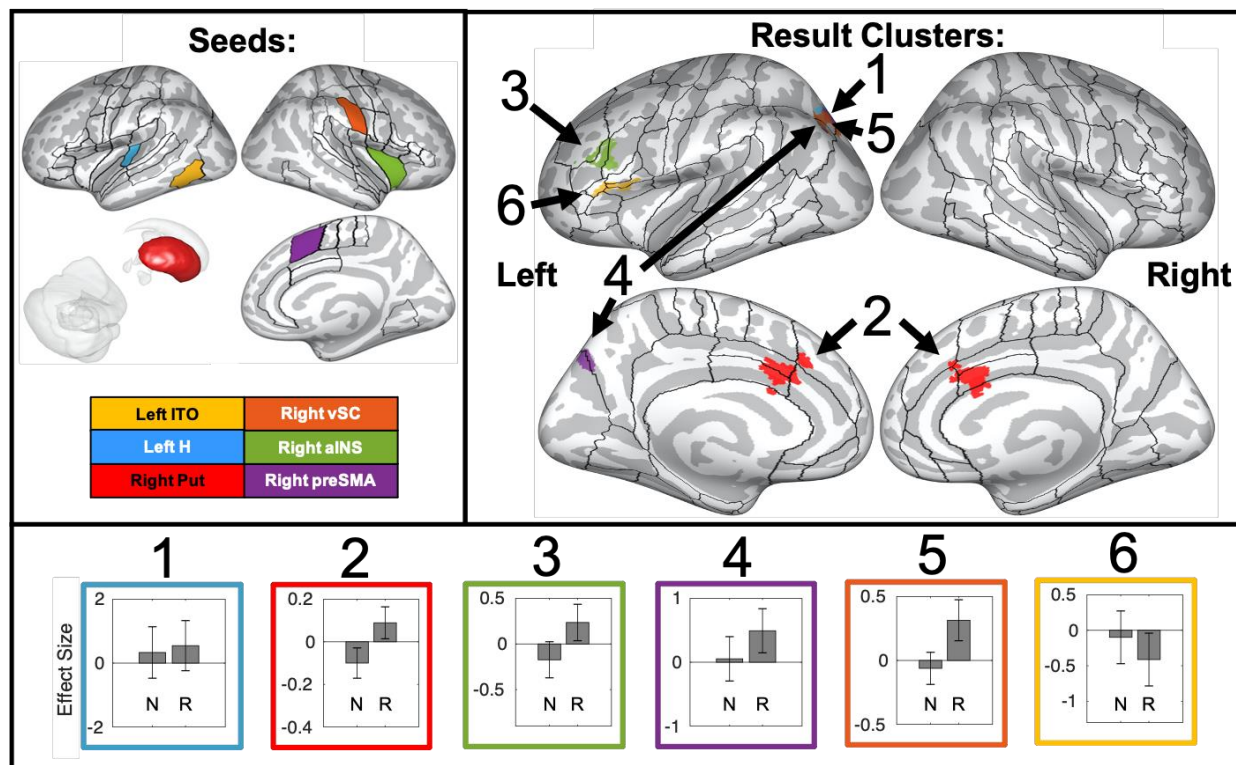 Seeds:
Left ITO
Right vSC
Left H
Right aINS
Right Put
Right preSMA
Result Clusters:
3
1
5
6
Left
4
Right
2
1
2
3
4
5
6
Effect Size
2
0
-2
N R
0.2
0
-0.2
-0.4
N R
0.5
0
-0.5
N R
1
0
-1
N R
0.5
0
-0.5
N R
0
-0.5
-1
N R